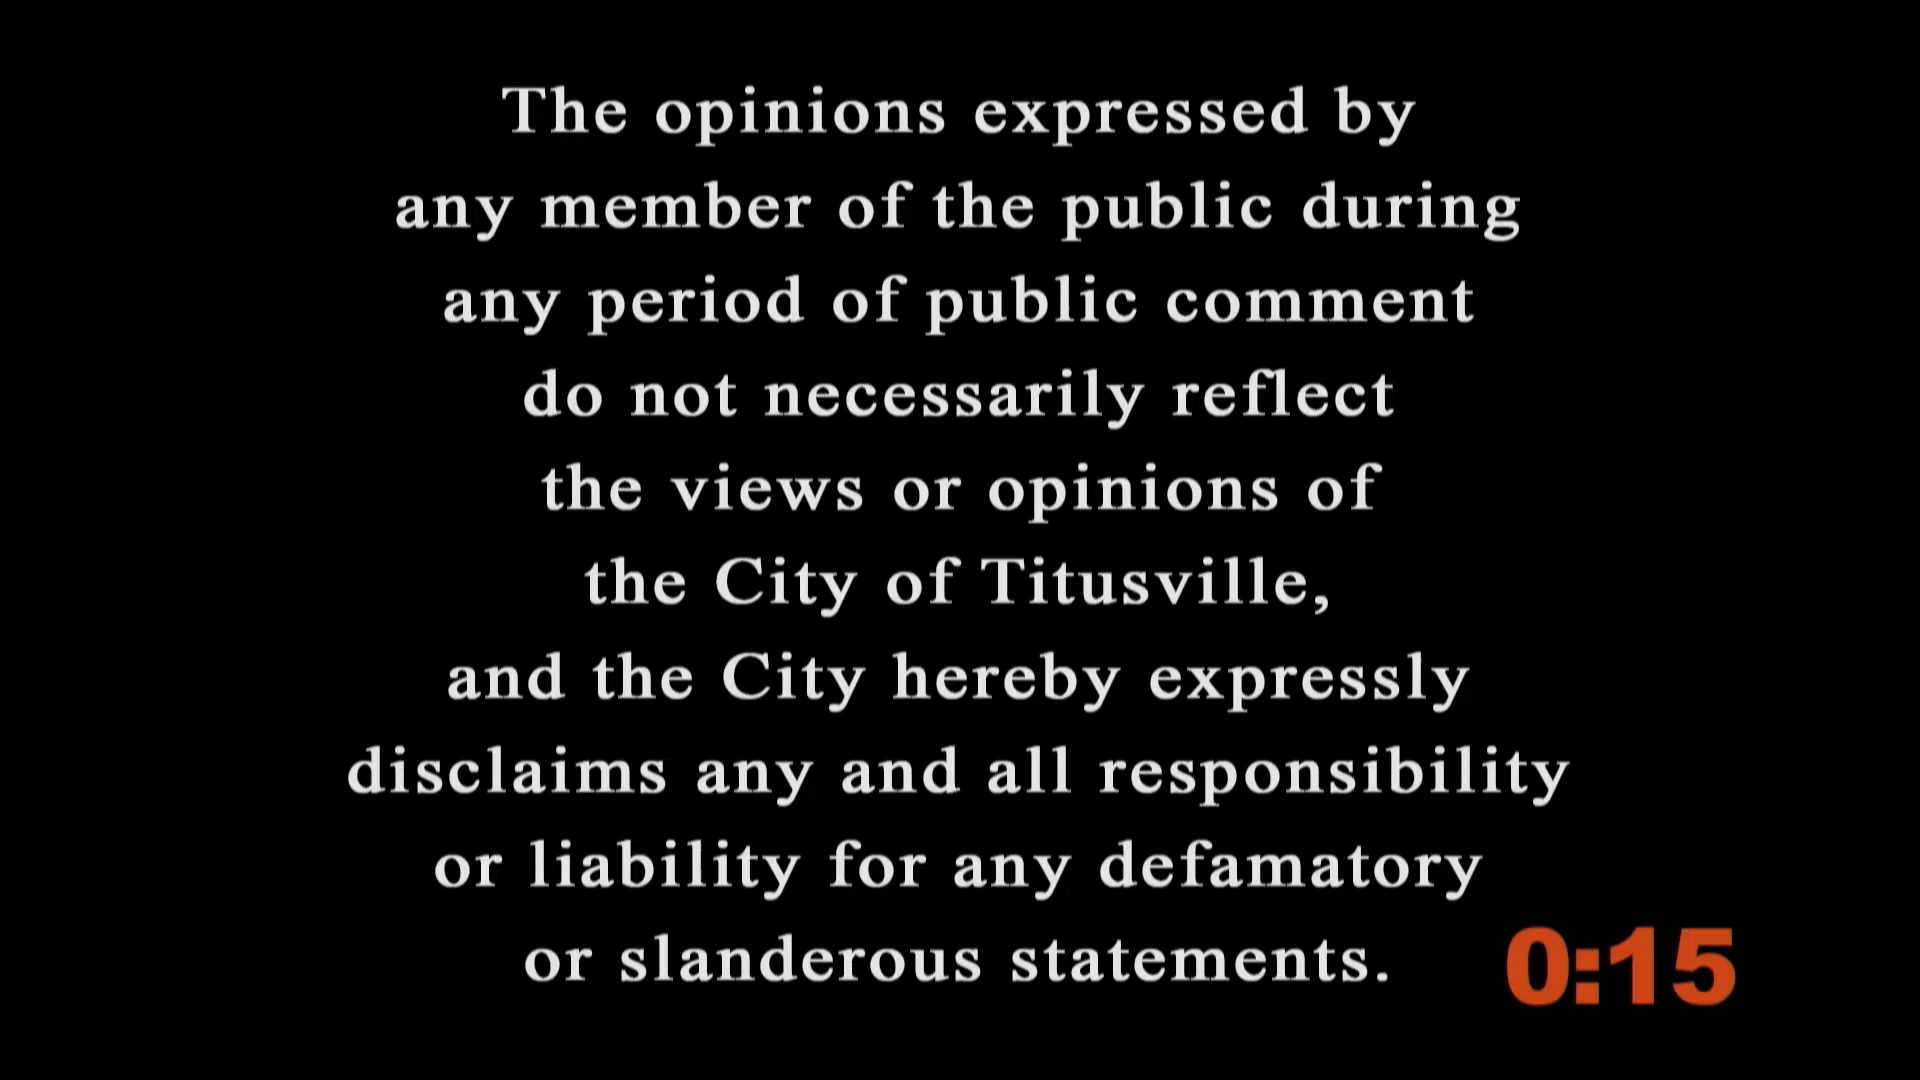 The opinions expressed by
any member of the public during
any period of public comment
do not necessarily reflect
the views or opinions of
the City of Titusville,
and the City hereby expressly
disclaims any and all responsibility
or liability for any defamatory
or slanderous statements.
0:15